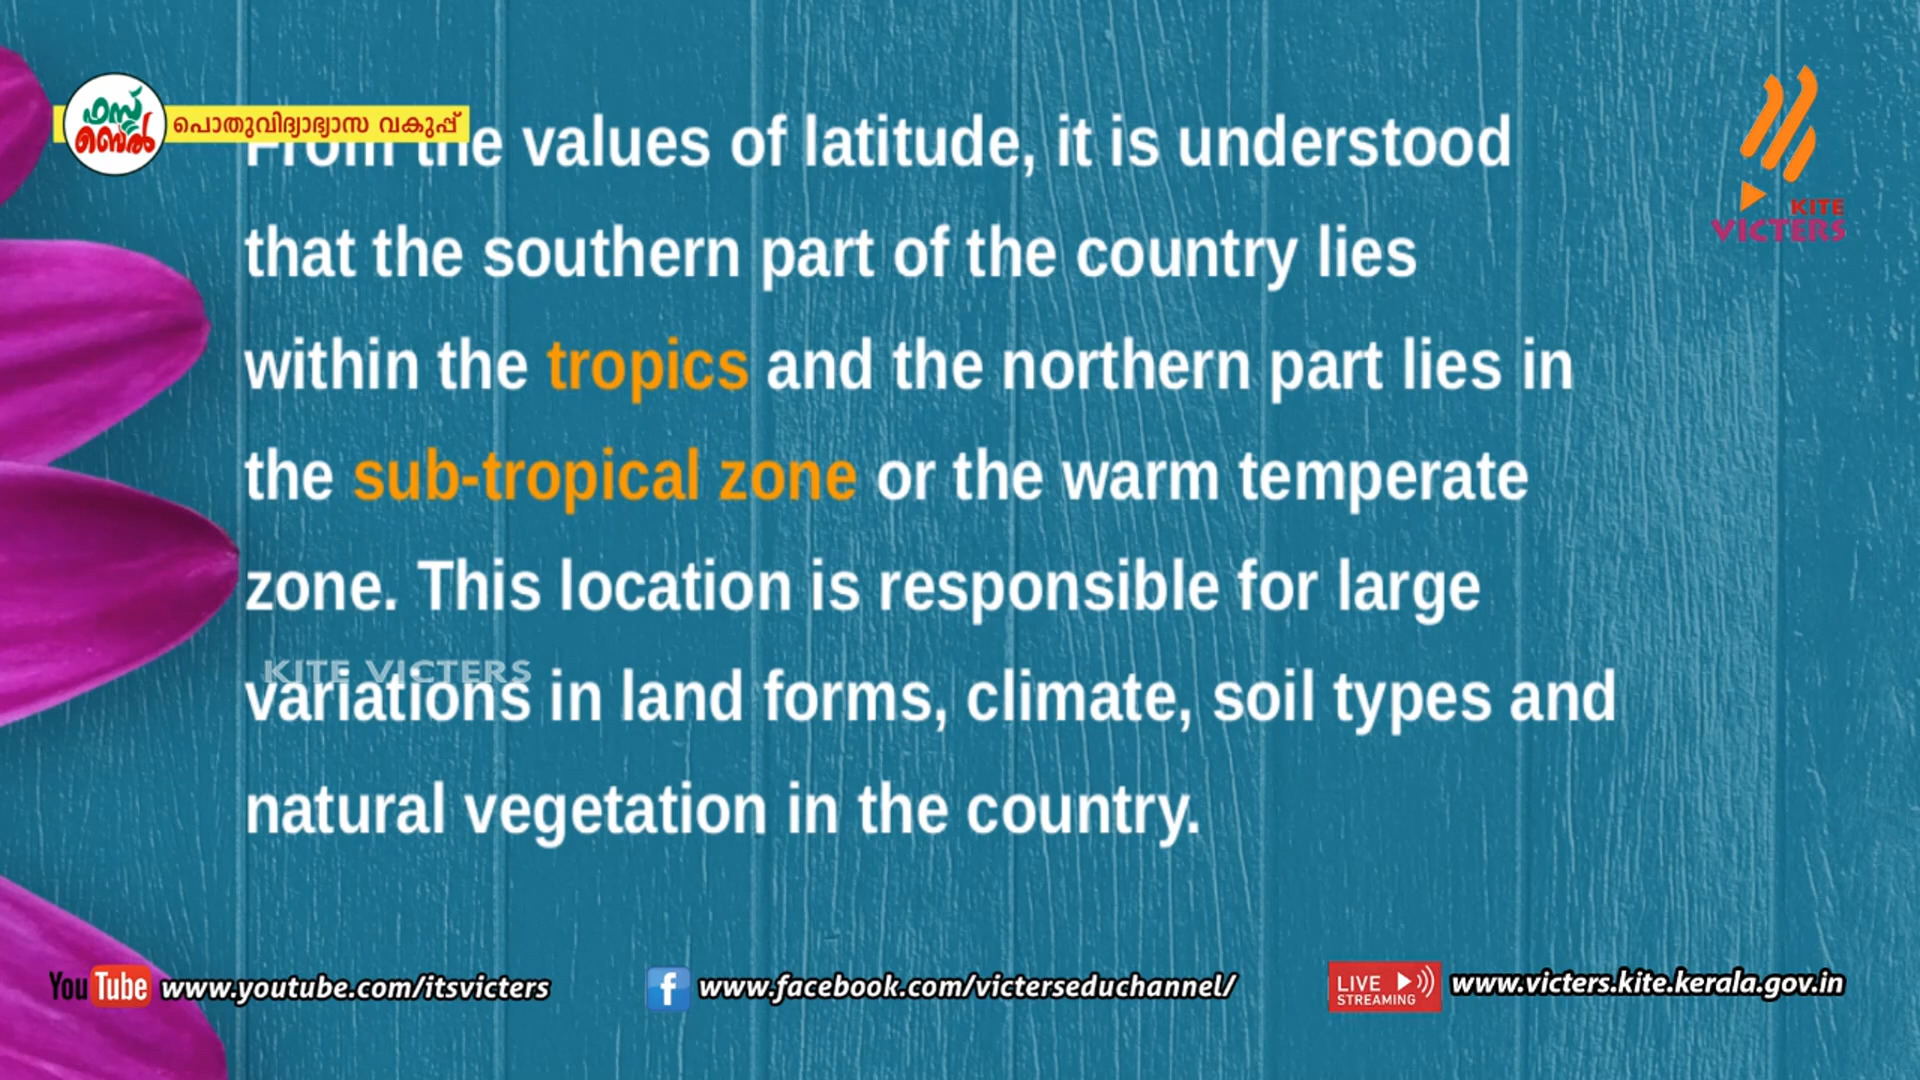 ഫസ്റ്റ്
ബെൽ
പൊതുവിദ്യാഭ്യാസ വകുപ്പ്
KITE
VICTERS
From the values of latitude, it is understood
that the southern part of the country lies
within the tropics and the northern part lies in
the sub-tropical zone or the warm temperate
zone. This location is responsible for large
KITE VICTERS
variations in land forms, climate, soil types and
natural vegetation in the country.
YouTube www.youtube.com/itsvicters
f www.facebook.com/victerseduchannel/
LIVE STREAMING www.victers.kite.kerala.gov.in